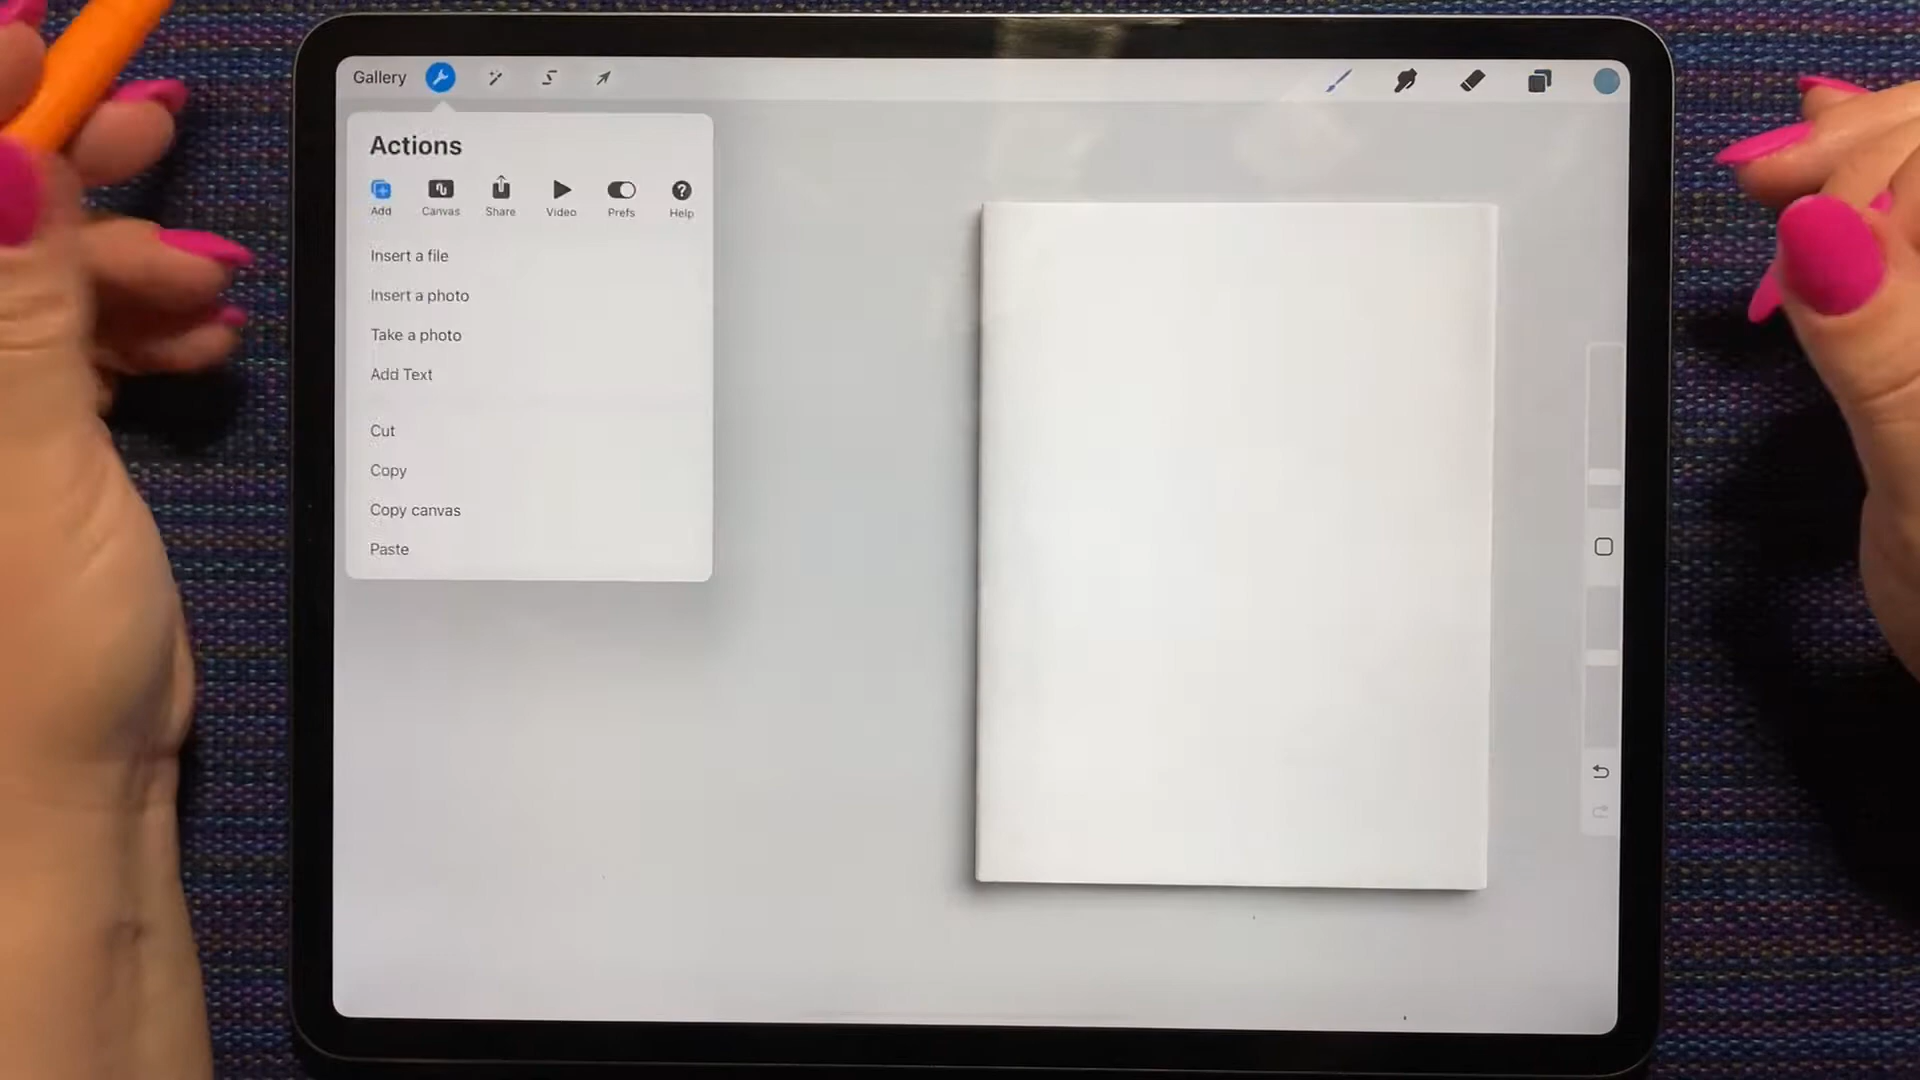 Gallery
Actions
Add Canvas Share Video Prefs Help
Insert a file
Insert a photo
Take a photo
Add Text
Cut
Copy
Copy canvas
Paste